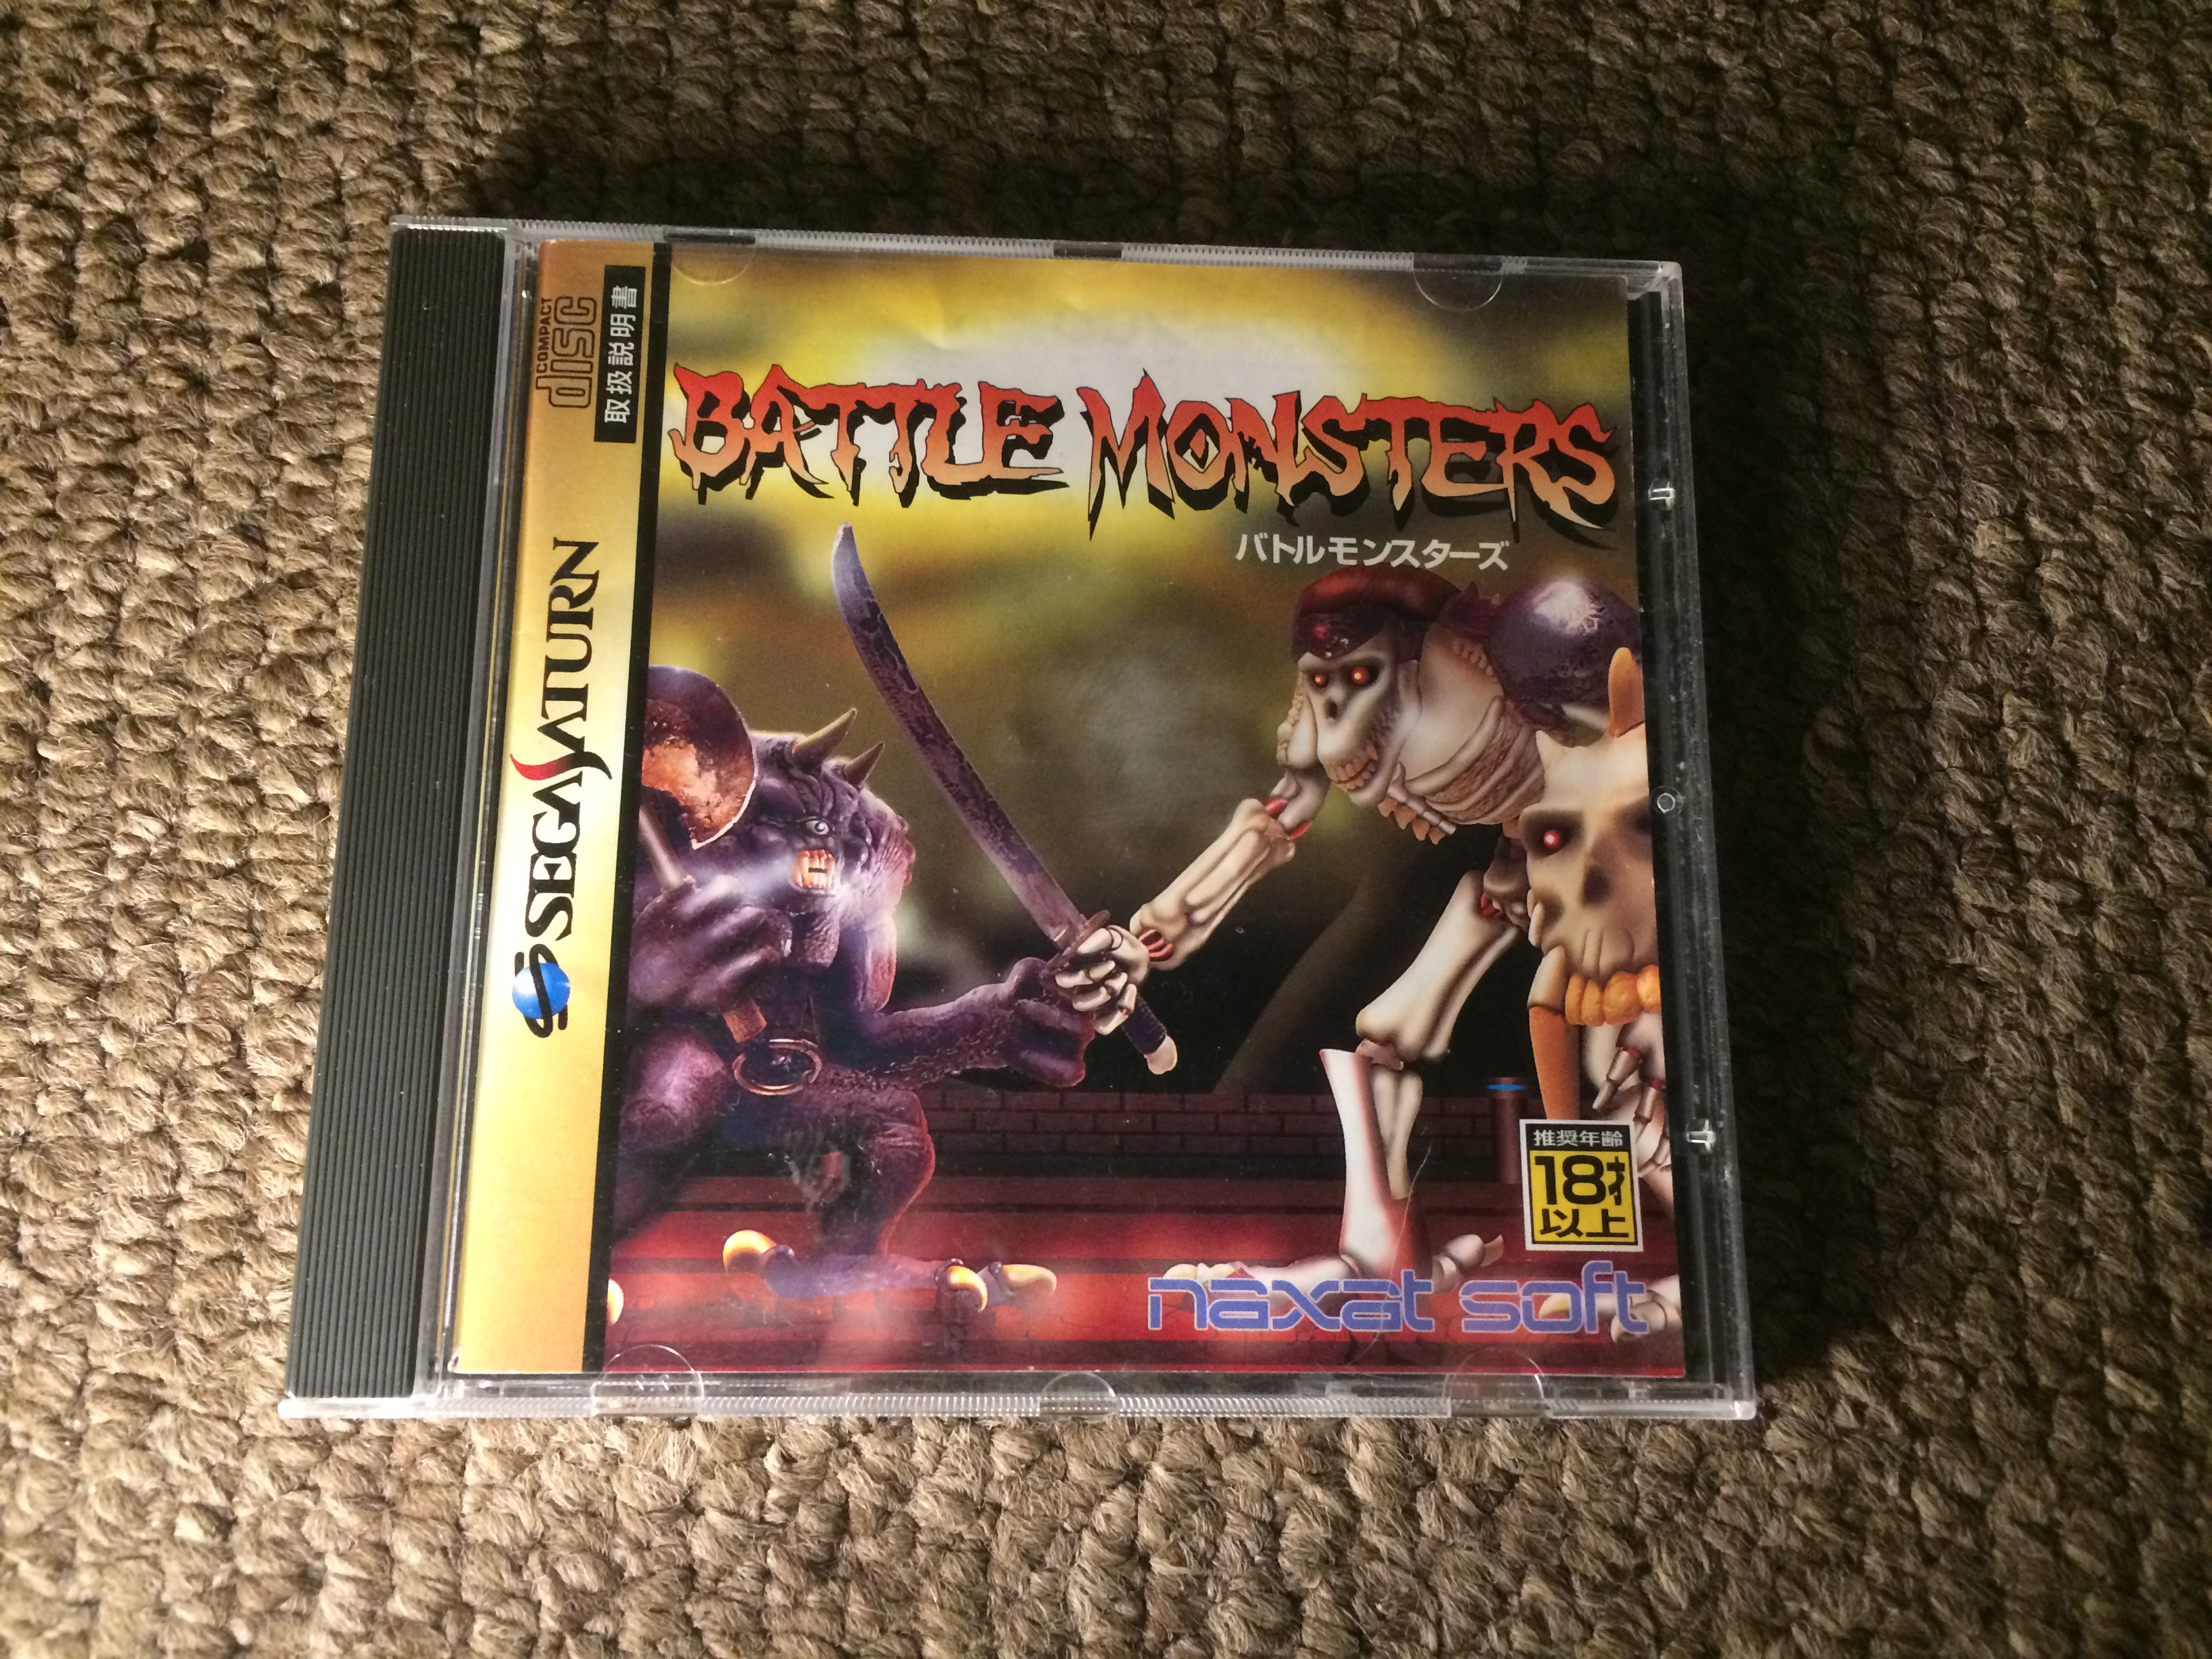 COMPACT
disc
取扱説明書
SEGA SATURN
BATTLE MONSTERS
バトルモンスターズ
推奨年齢
18才
以上
naxat soft